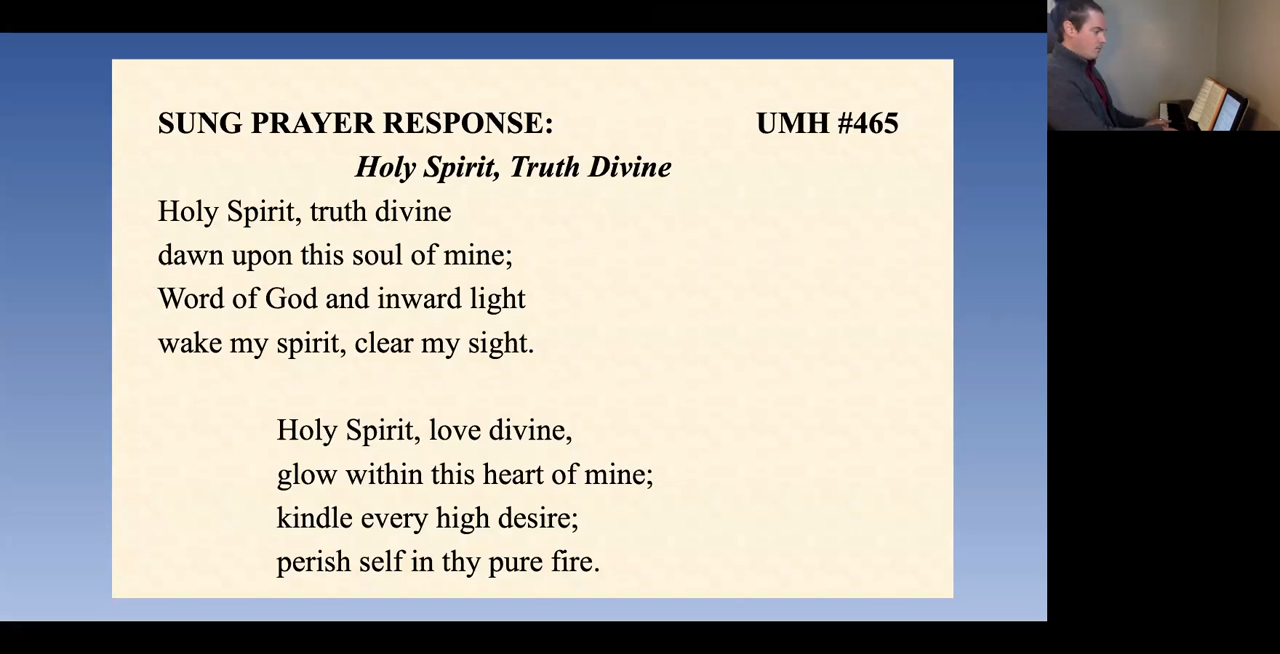 SUNG PRAYER RESPONSE: UMH #465
Holy Spirit, Truth Divine
Holy Spirit, truth divine
dawn upon this soul of mine;
Word of God and inward light
wake my spirit, clear my sight.
Holy Spirit, love divine,
glow within this heart of mine;
kindle every high desire;
perish self in thy pure fire.